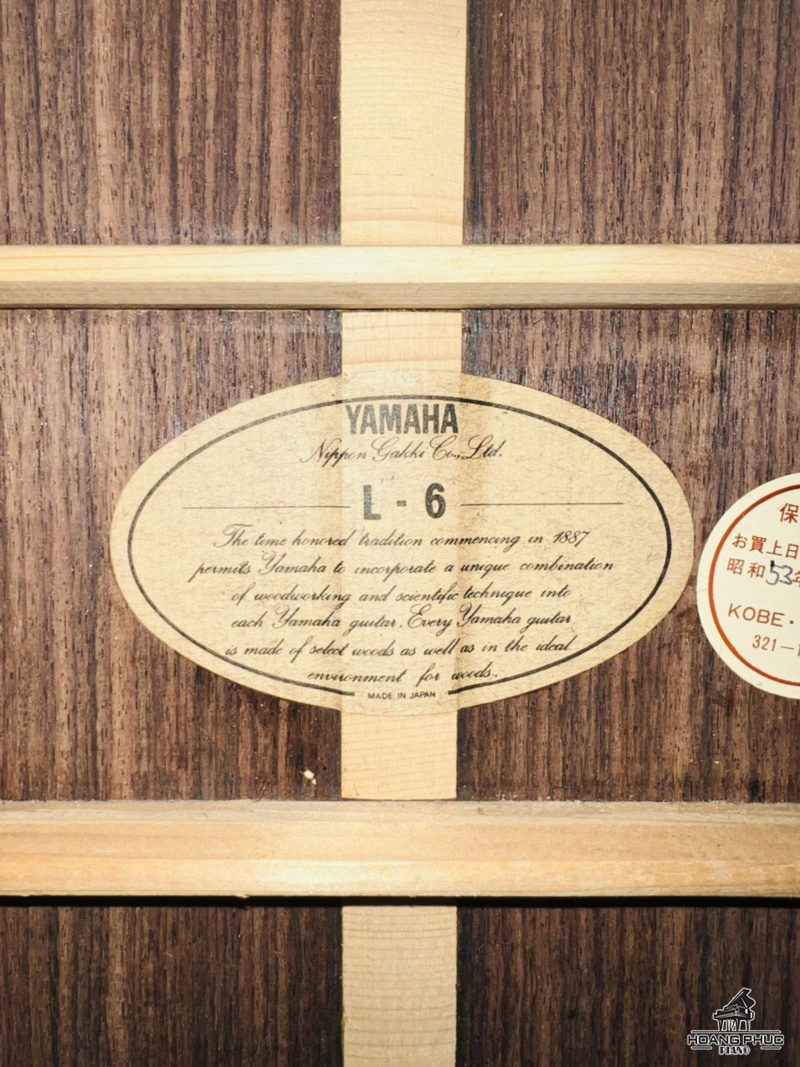 YAMAHA
Nippon Gakki Co., Ltd.
L - 6
The time honored tradition commencing in 1887
permits Yamaha to incorporate a unique combination
of woodworking and scientific technique into
each Yamaha guitar. Every Yamaha guitar
is made of select woods as well as in the ideal
environment for woods.
MADE IN JAPAN
保
お買上日
昭和53年
KOBE・
321-
HOANG PHUC
PIANO